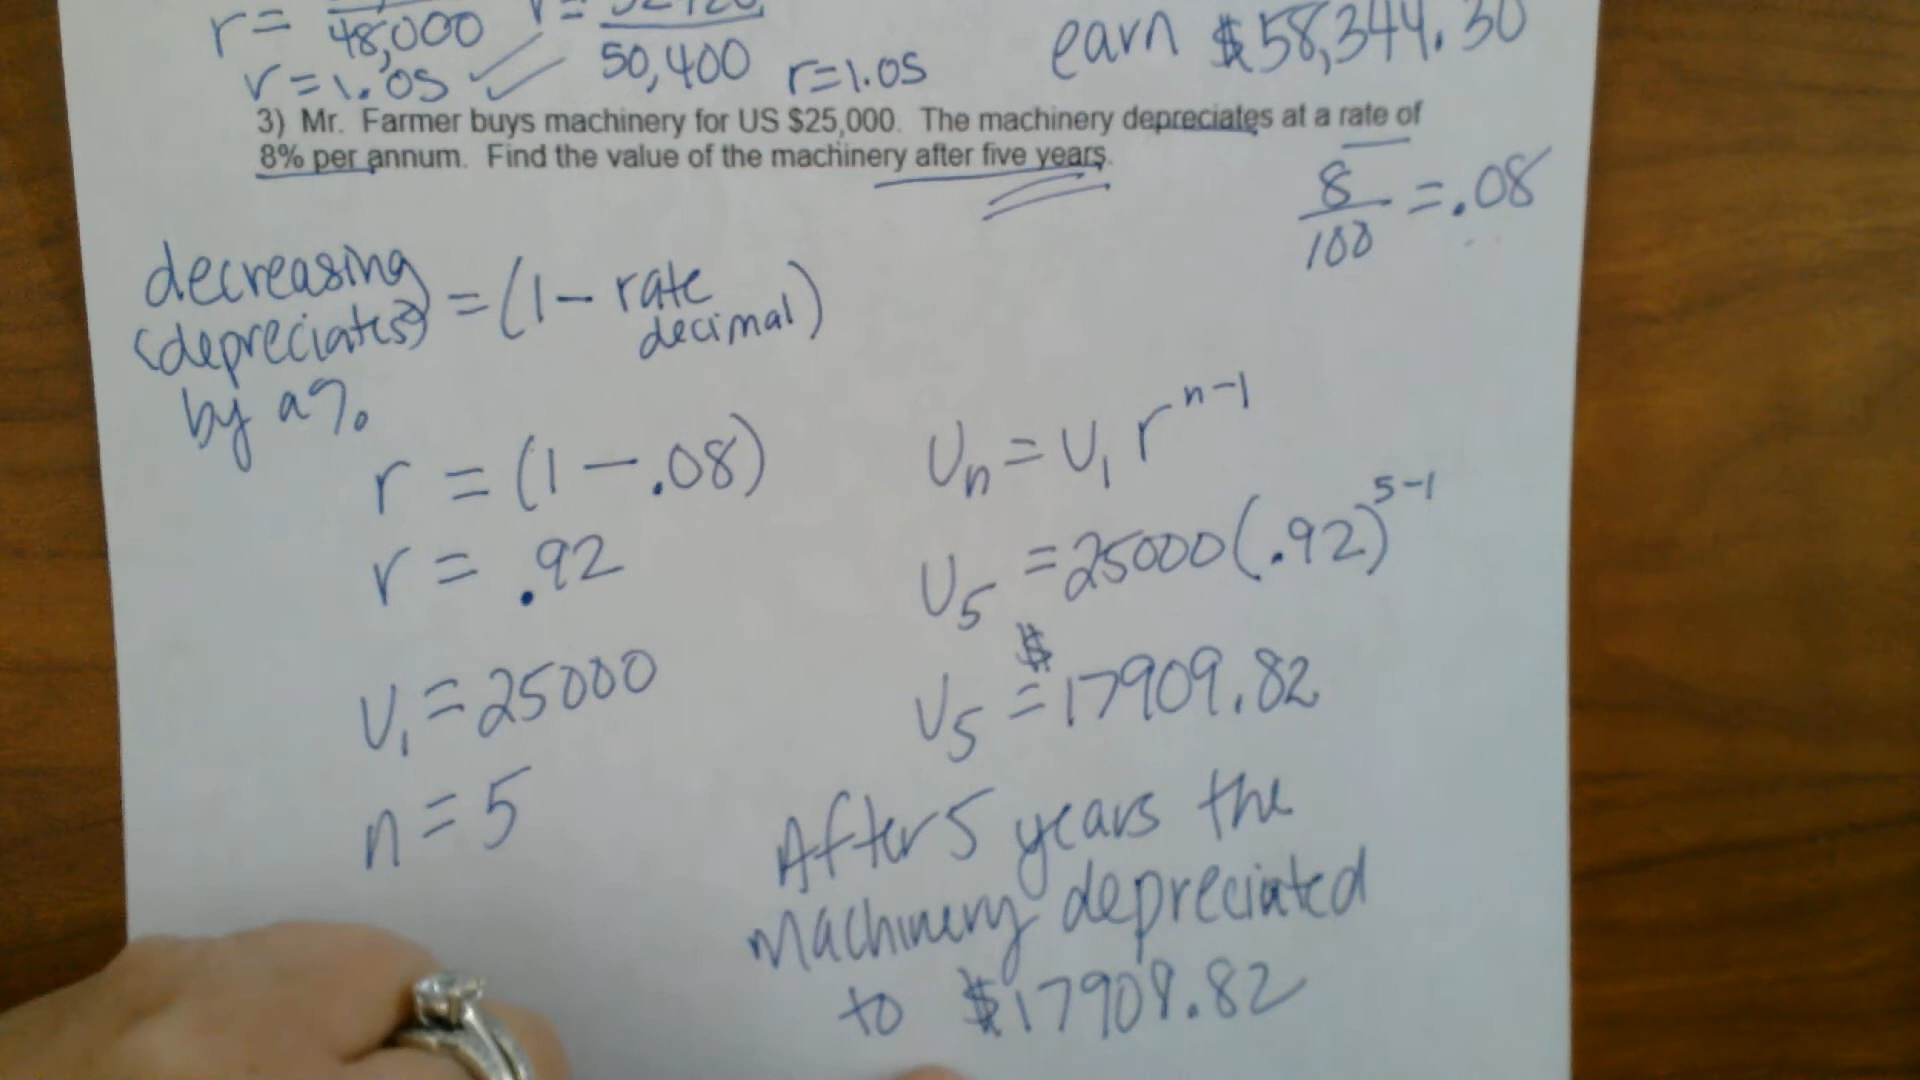 r = 48,000
r=1.05
50,400 r=1.05
earn $58,344.30
3) Mr. Farmer buys machinery for US $25,000. The machinery depreciates at a rate of
8% per annum. Find the value of the machinery after five years.
8/100 = .08
decreasing
(depreciates) = (1 - rate
decimal)
by a %
r = (1 - .08)
r = .92
U₁ = 25000
n = 5
Uₙ = U₁ rⁿ⁻¹
U₅ = 25000(.92)⁵⁻¹
U₅ = $17909.82
After 5 years the
machinery depreciated
to $17909.82